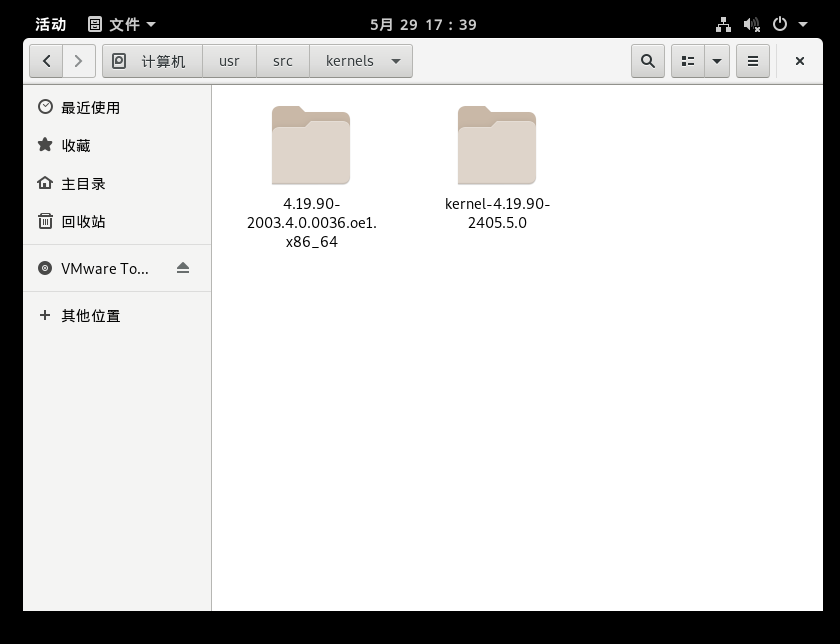 活动 文件 5月 29 17：39
计算机 usr src kernels
最近使用
收藏
主目录
回收站
VMware To...
其他位置
4.19.90-
2003.4.0.0036.oe1.
x86_64
kernel-4.19.90-
2405.5.0